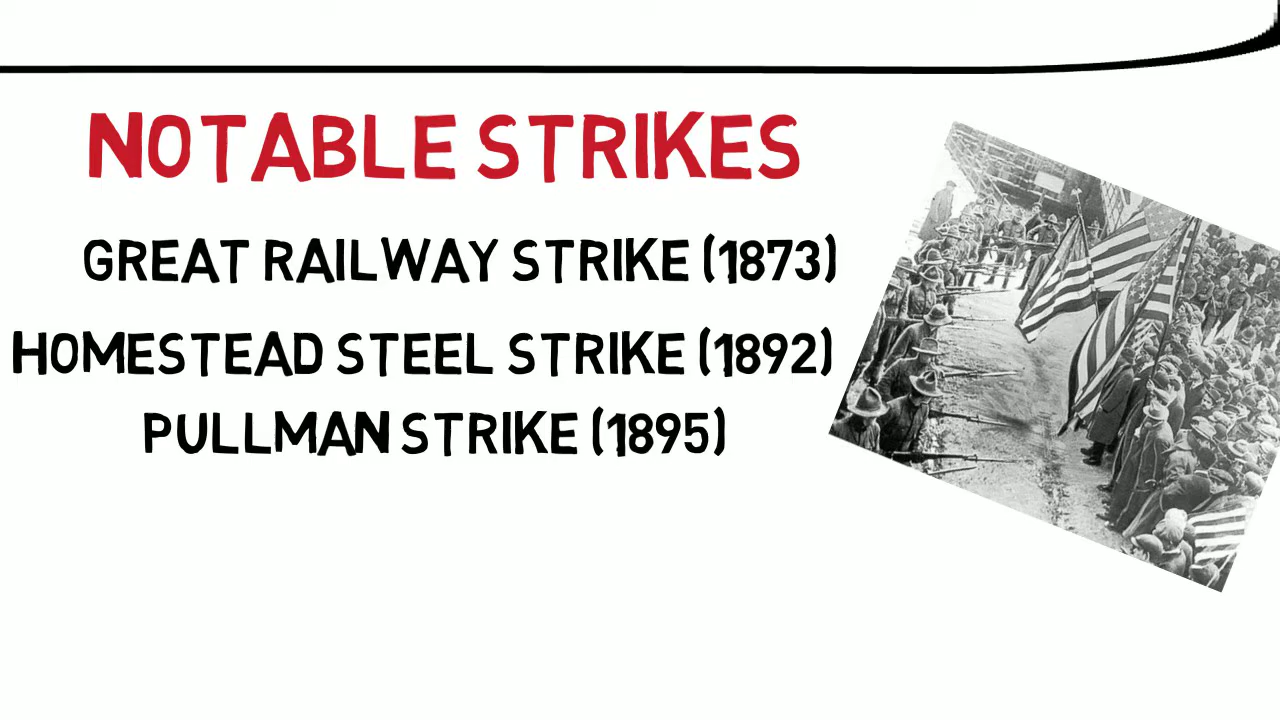 NOTABLE STRIKES
GREAT RAILWAY STRIKE (1873)
HOMESTEAD STEEL STRIKE (1892)
PULLMAN STRIKE (1895)